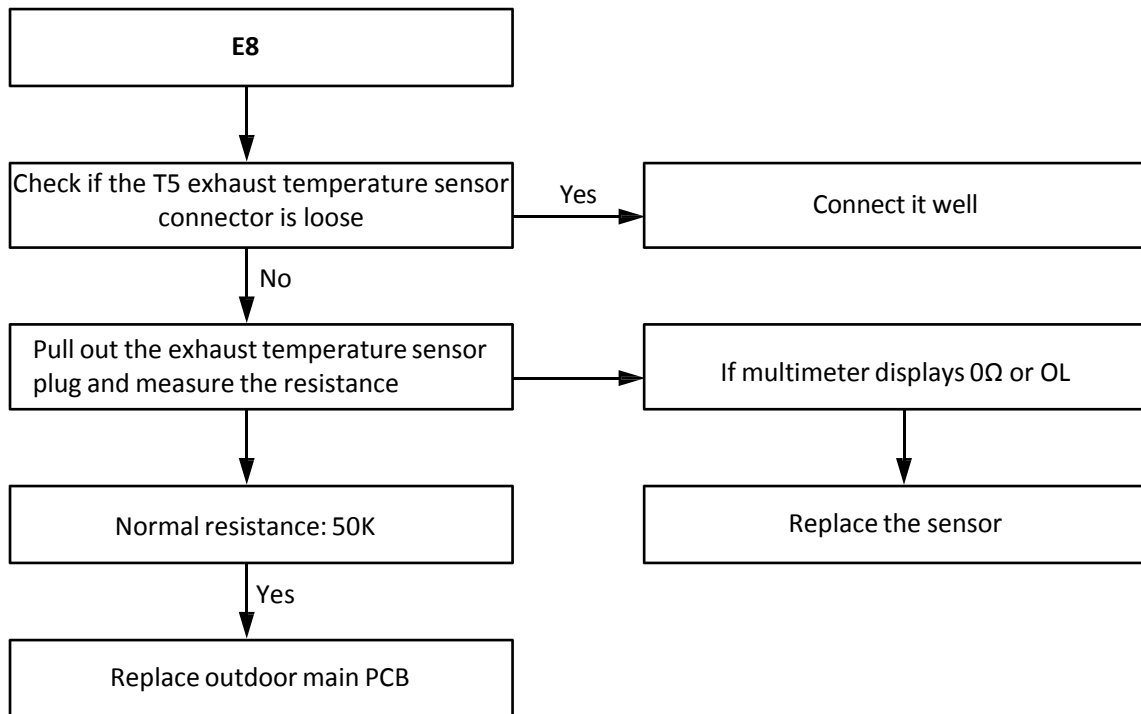 E8
Check if the T5 exhaust temperature sensor
connector is loose
Yes
Connect it well
No
Pull out the exhaust temperature sensor
plug and measure the resistance
If multimeter displays 0Ω or OL
Normal resistance: 50K
Replace the sensor
Yes
Replace outdoor main PCB